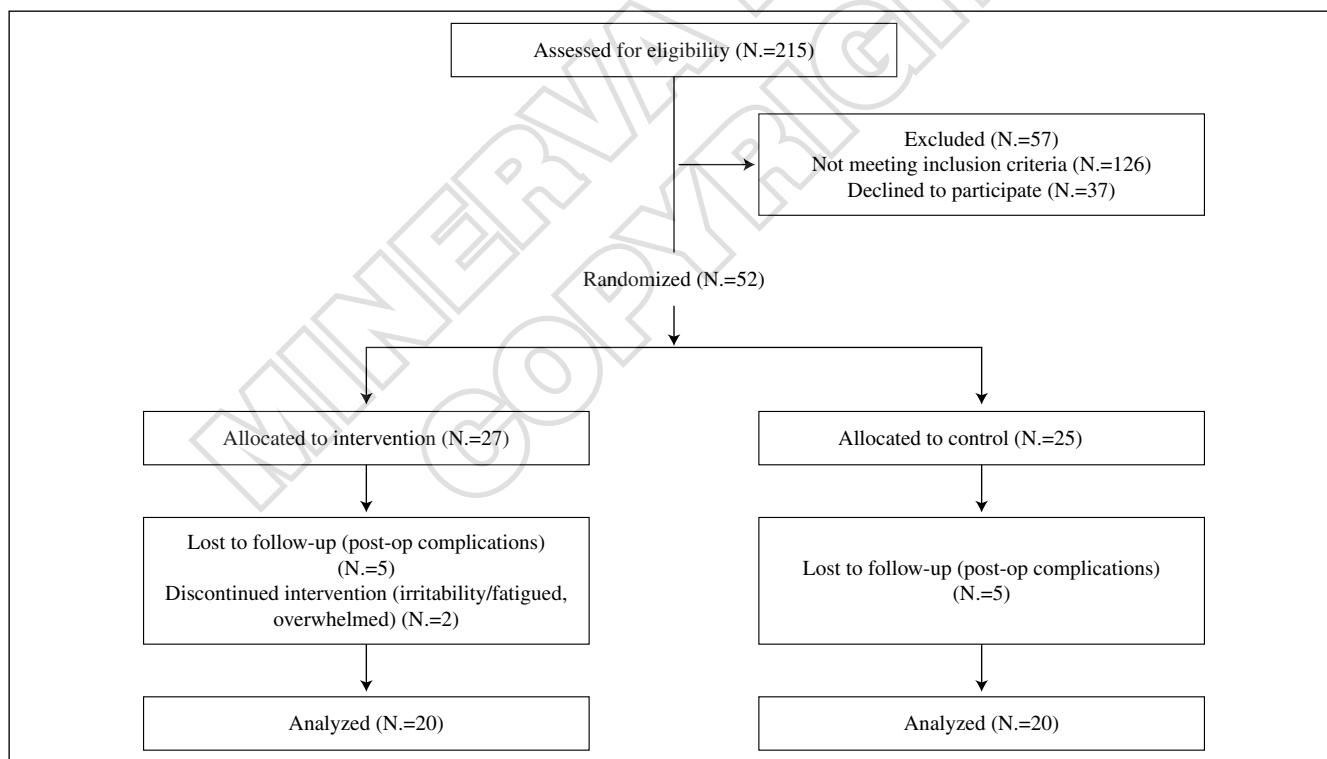 Assessed for eligibility (N.=215)
Excluded (N.=57)
Not meeting inclusion criteria (N.=126)
Declined to participate (N.=37)
Randomized (N.=52)
Allocated to intervention (N.=27)
Allocated to control (N.=25)
Lost to follow-up (post-op complications)
(N.=5)
Discontinued intervention (irritability/fatigued,
overwhelmed) (N.=2)
Lost to follow-up (post-op complications)
(N.=5)
Analyzed (N.=20)
Analyzed (N.=20)
MINERVA
COPYRIGH